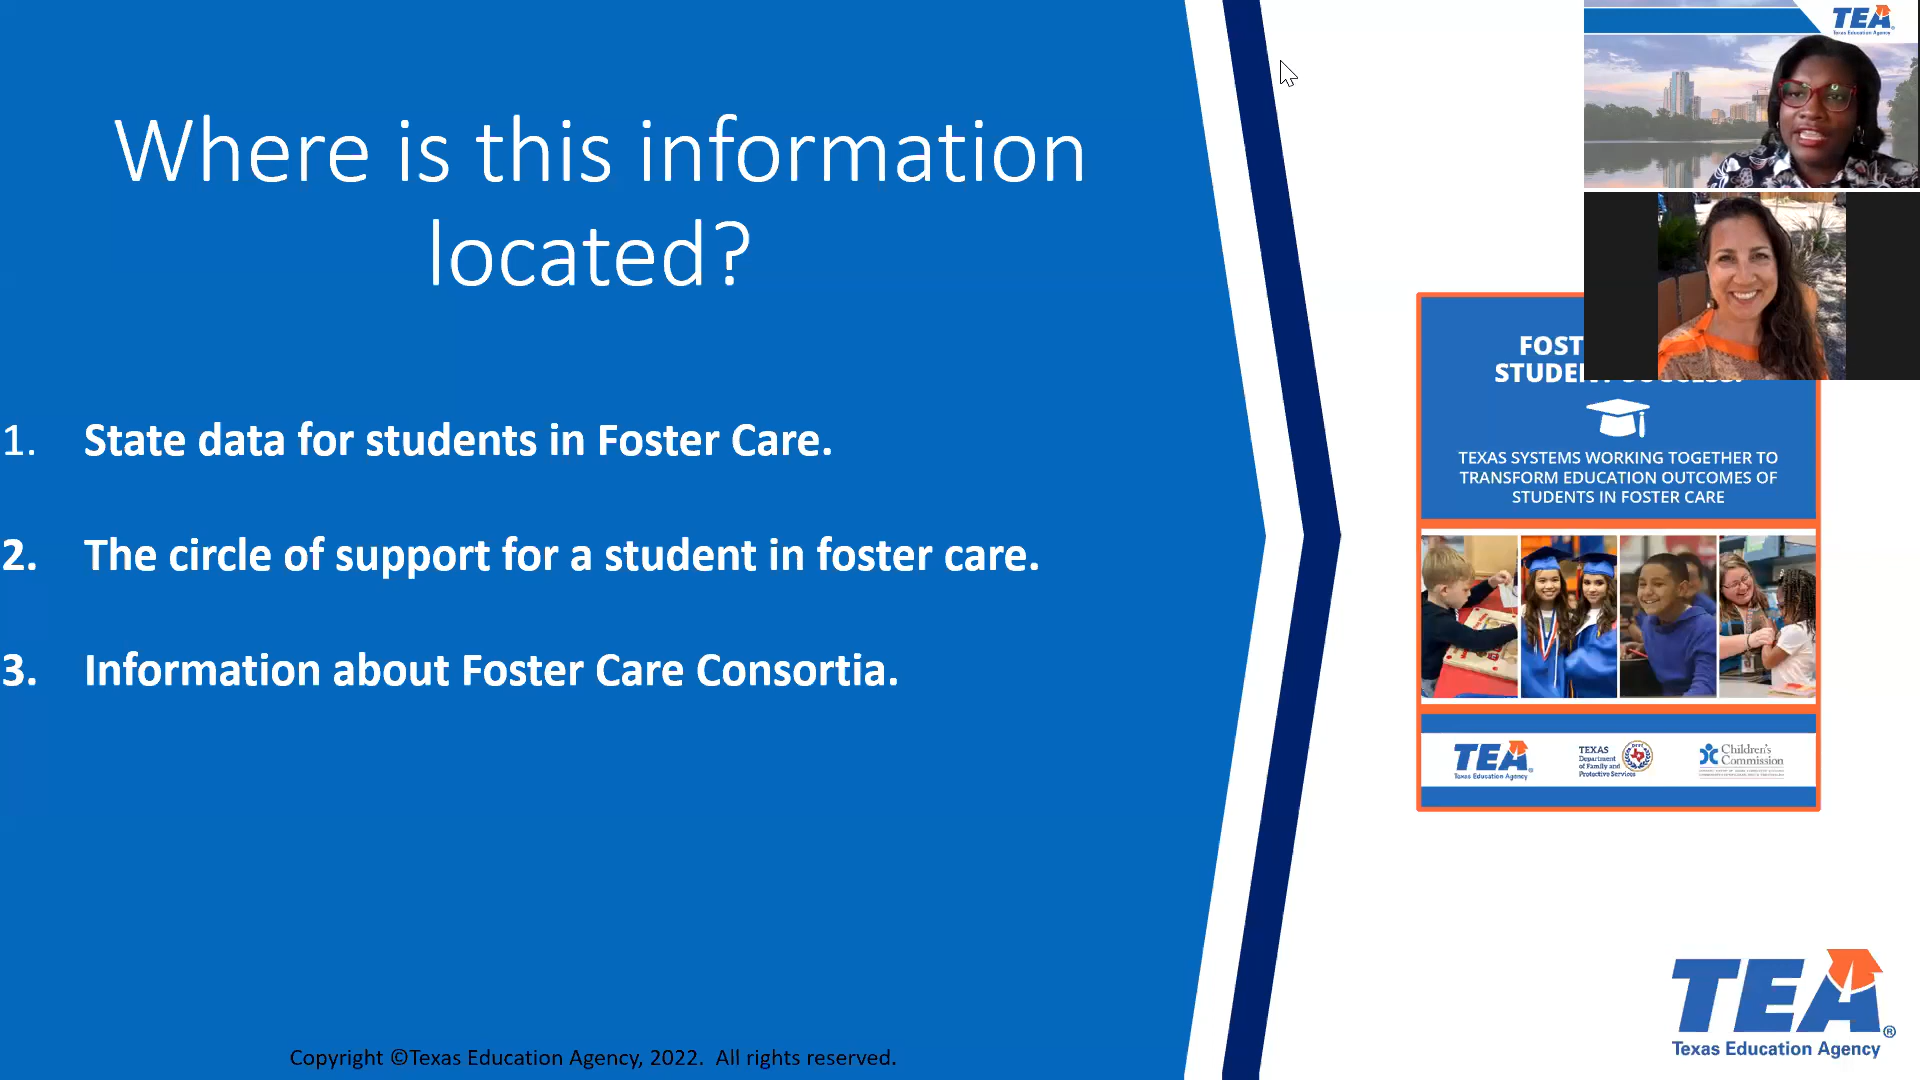 Where is this information
located?
1. State data for students in Foster Care.
2. The circle of support for a student in foster care.
3. Information about Foster Care Consortia.
Copyright ©Texas Education Agency, 2022. All rights reserved.
TEA
Texas Education Agency
FOST
STUDE
TEXAS SYSTEMS WORKING TOGETHER TO
TRANSFORM EDUCATION OUTCOMES OF
STUDENTS IN FOSTER CARE
TEA
Texas Education Agency
TEXAS
Department
of Family and
Protective Services
Children's
Commission
TEA®
Texas Education Agency